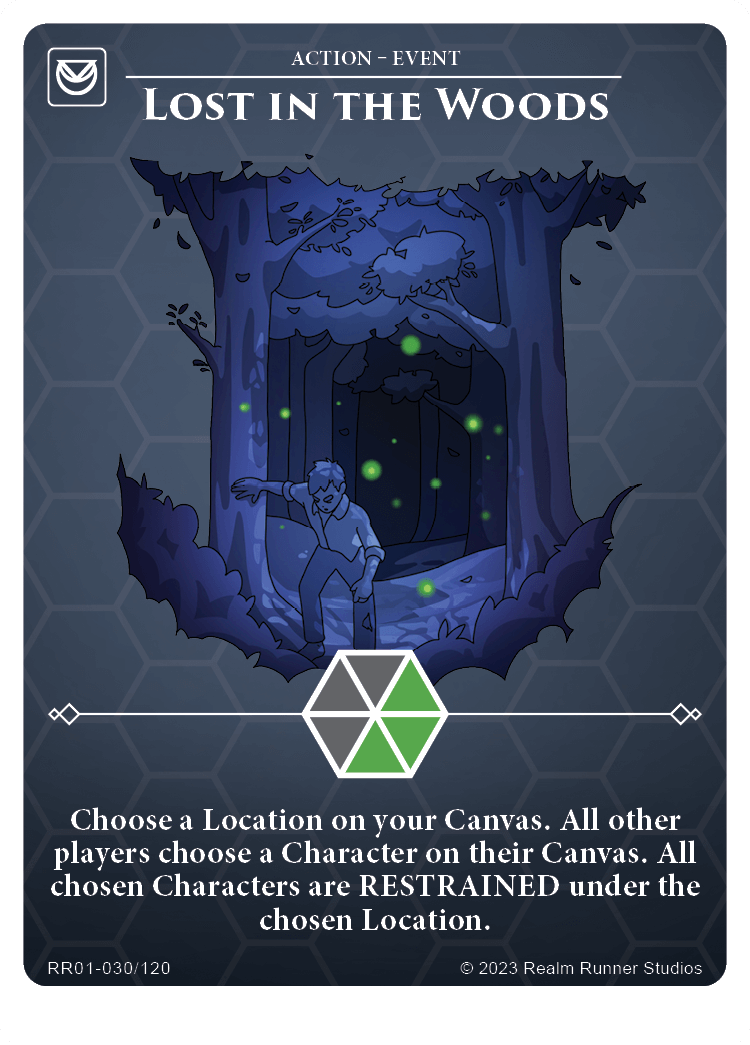 ACTION – EVENT
LOST IN THE WOODS
Choose a Location on your Canvas. All other
players choose a Character on their Canvas. All
chosen Characters are RESTRAINED under the
chosen Location.
RR01-030/120
© 2023 Realm Runner Studios